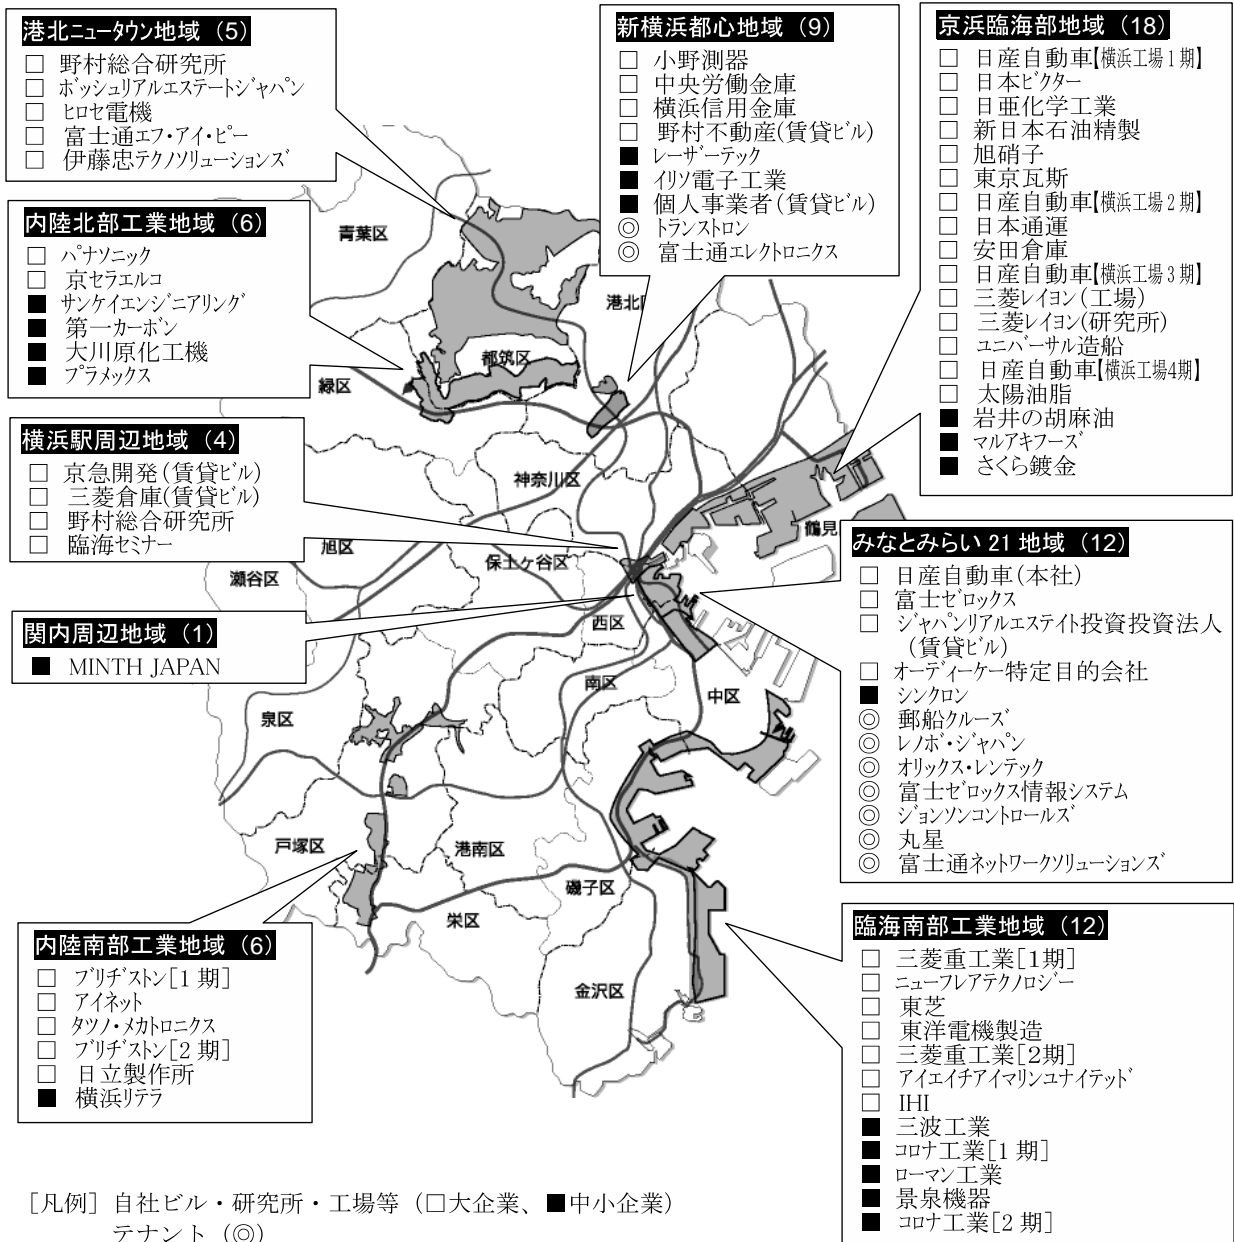 港北ニュータウン地域（5）
□ 野村総合研究所
□ ボッシュリアルエステートジャパン
□ ヒロセ電機
□ 富士通エフ・アイ・ピー
□ 伊藤忠テクノソリューションズ
内陸北部工業地域（6）
□ パナソニック
□ 京セラエルコ
■ サンケイエンジニアリング
■ 第一カーボン
■ 大川原化工機
■ プラメックス
横浜駅周辺地域（4）
□ 京急開発(賃貸ビル)
□ 三菱倉庫(賃貸ビル)
□ 野村総合研究所
□ 臨海セミナー
関内周辺地域（1）
■ MINTH JAPAN
内陸南部工業地域（6）
□ ブリヂストン[1期]
□ アイネット
□ タツノ・メカトロニクス
□ ブリヂストン[2期]
□ 日立製作所
■ 横浜リテラ
新横浜都心地域（9）
□ 小野測器
□ 中央労働金庫
□ 横浜信用金庫
□ 野村不動産(賃貸ビル)
■ レーザーテック
■ イリソ電子工業
■ 個人事業者(賃貸ビル)
◎ トランストロン
◎ 富士通エレクトロニクス
京浜臨海部地域（18）
□ 日産自動車【横浜工場1期】
□ 日本ビクター
□ 日亜化学工業
□ 新日本石油精製
□ 旭硝子
□ 東京瓦斯
□ 日産自動車【横浜工場2期】
□ 日本通運
□ 安田倉庫
□ 日産自動車【横浜工場3期】
□ 三菱レイヨン(工場)
□ 三菱レイヨン(研究所)
□ ユニバーサル造船
□ 日産自動車【横浜工場4期】
□ 太陽油脂
■ 岩井の胡麻油
■ マルアキフーズ
■ さくら鍍金
みなとみらい21地域（12）
□ 日産自動車(本社)
□ 富士ゼロックス
□ ジャパンリアルエステイト投資投資法人
(賃貸ビル)
□ オーディーケー特定目的会社
■ シンクロン
◎ 郵船クルーズ
◎ レノボ・ジャパン
◎ オリックス・レンテック
◎ 富士ゼロックス情報システム
◎ ジョンソンコントロールズ
◎ 丸星
◎ 富士通ネットワークソリューションズ
臨海南部工業地域（12）
□ 三菱重工業[1期]
□ ニューフレアテクノロジー
□ 東芝
□ 東洋電機製造
□ 三菱重工業[2期]
□ アイエイチアイマリンユナイテッド
□ IHI
■ 三波工業
■ コロナ工業[1期]
■ ローマン工業
■ 景泉機器
■ コロナ工業[2期]
青葉区
港北区
都筑区
緑区
神奈川区
鶴見
旭区
保土ヶ谷区
瀬谷区
西区
南区
中区
泉区
戸塚区
港南区
磯子区
栄区
金沢区
[凡例] 自社ビル・研究所・工場等（□大企業、■中小企業）
テナント（◎）